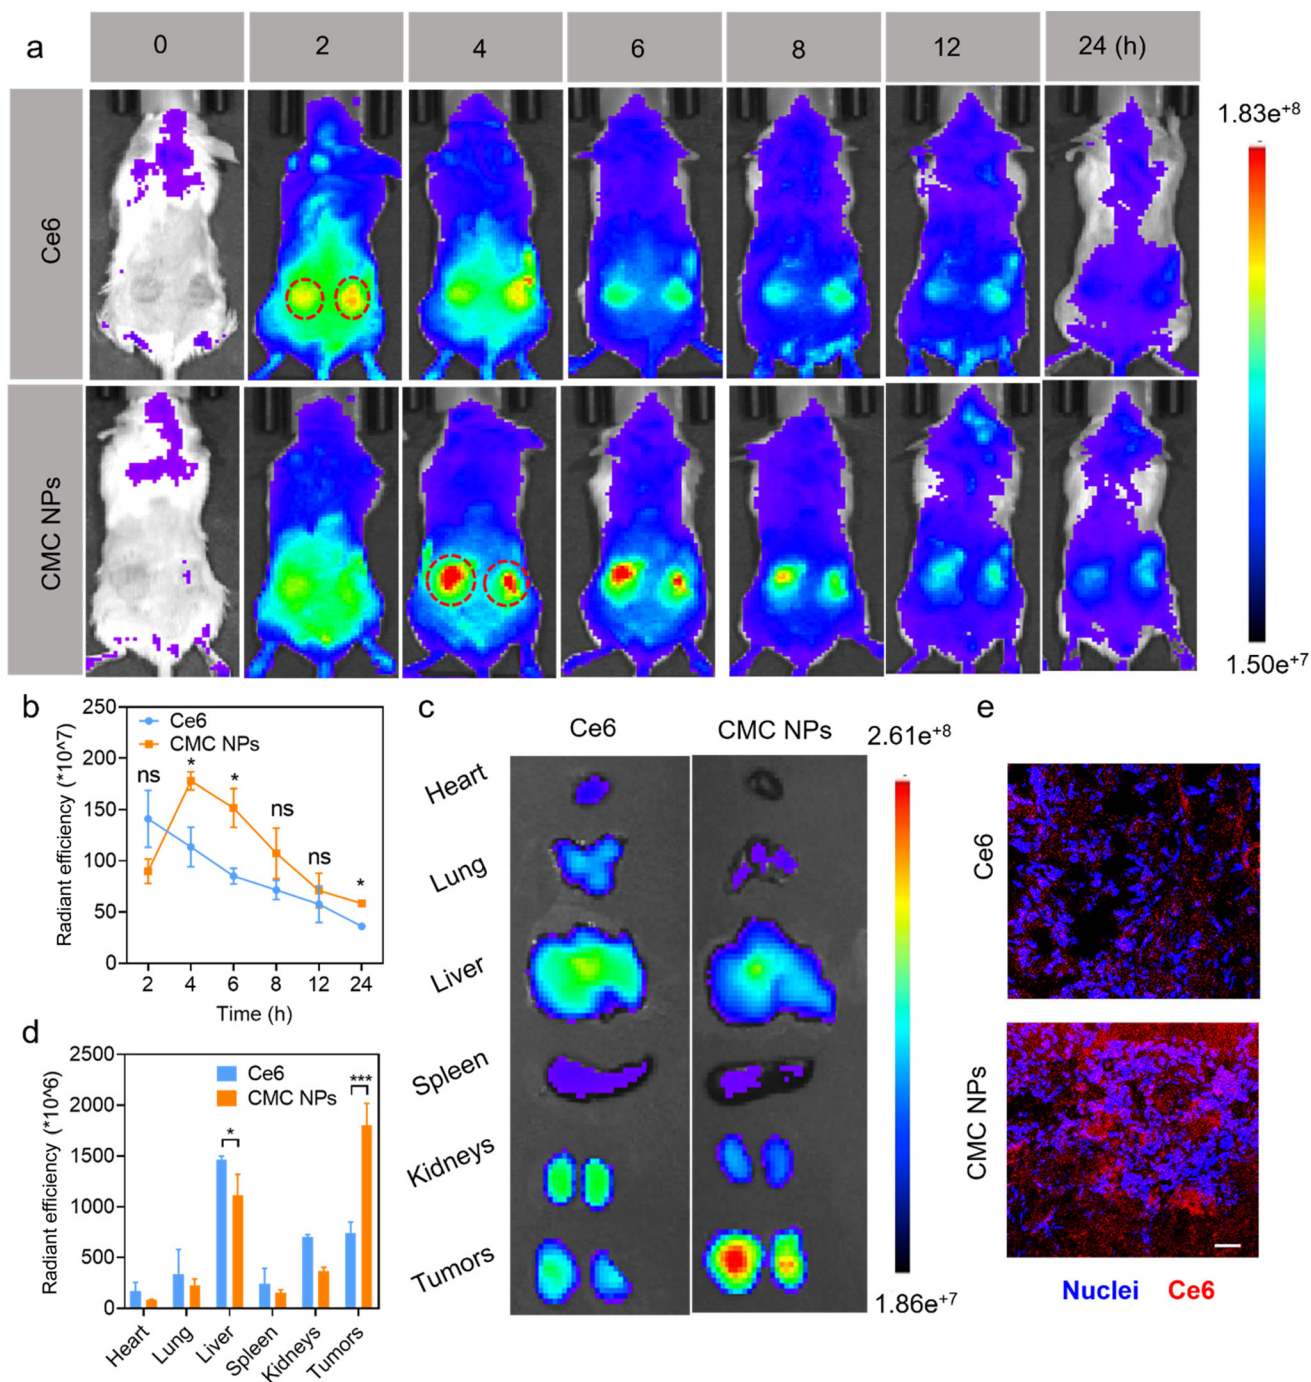 a
0 2 4 6 8 12 24 (h)
Ce6
CMC NPs
1.83e+8
1.50e+7
b
Radiant efficiency (*10^7)
250
200
150
100
50
0
Ce6
CMC NPs
ns * * ns ns *
2 4 6 8 12 24
Time (h)
c
Ce6 CMC NPs
Heart
Lung
Liver
Spleen
Kidneys
Tumors
2.61e+8
1.86e+7
d
Radiant efficiency (*10^6)
2500
2000
1500
1000
500
0
Ce6
CMC NPs
* ***
Heart Lung Liver Spleen Kidneys Tumors
e
Ce6
CMC NPs
Nuclei Ce6